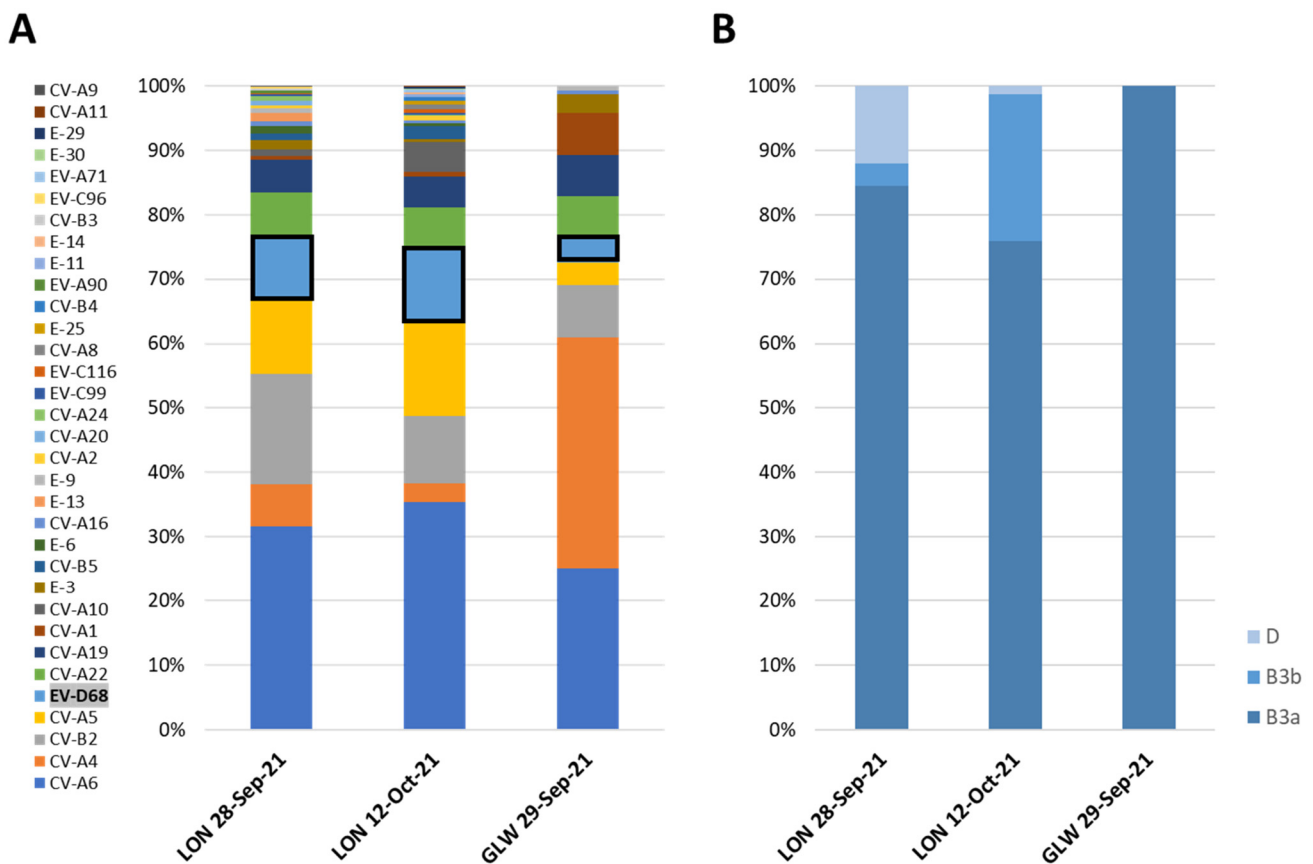 A
CV-A9
CV-A11
E-29
E-30
EV-A71
EV-C96
CV-B3
E-14
E-11
EV-A90
CV-B4
E-25
CV-A8
EV-C116
EV-C99
CV-A24
CV-A20
CV-A2
E-9
E-13
CV-A16
E-6
CV-B5
E-3
CV-A10
CV-A1
CV-A19
CV-A22
EV-D68
CV-A5
CV-B2
CV-A4
CV-A6
100%
90%
80%
70%
60%
50%
40%
30%
20%
10%
0%
LON 28-Sep-21
LON 12-Oct-21
GLW 29-Sep-21
B
100%
90%
80%
70%
60%
50%
40%
30%
20%
10%
0%
LON 28-Sep-21
LON 12-Oct-21
GLW 29-Sep-21
D
B3b
B3a